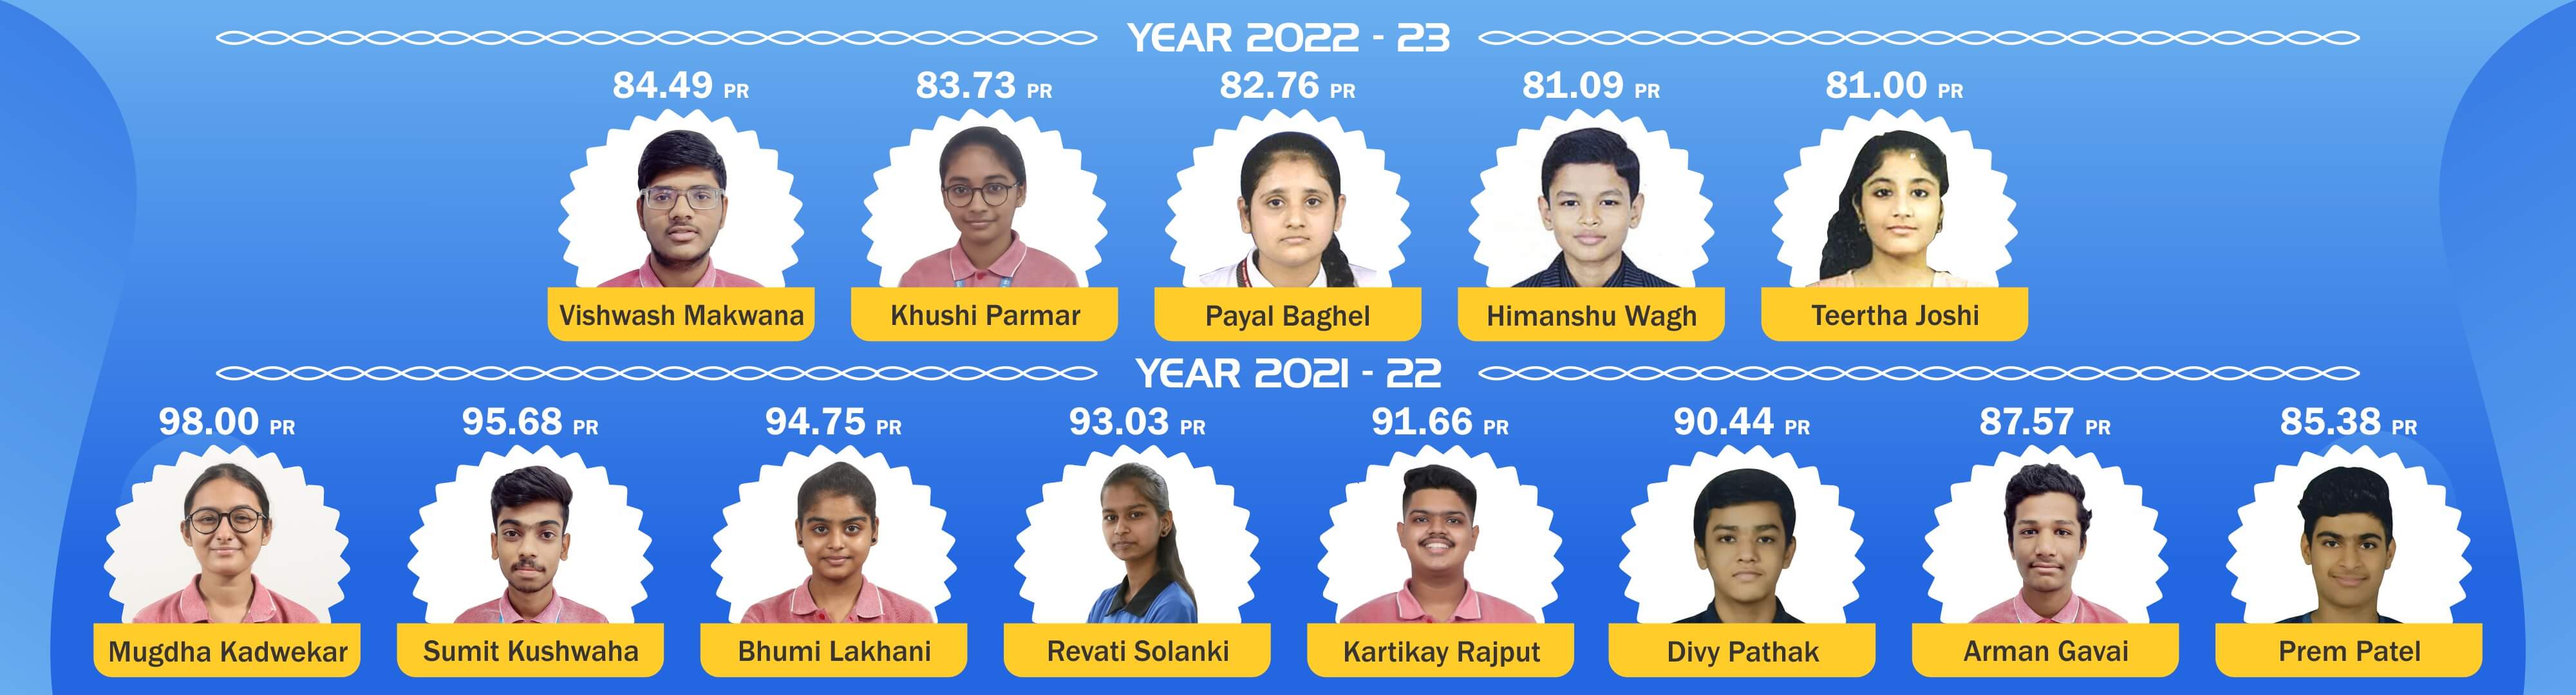 YEAR 2022 - 23
84.49 PR
83.73 PR
82.76 PR
81.09 PR
81.00 PR
Vishwash Makwana
Khushi Parmar
Payal Baghel
Himanshu Wagh
Teertha Joshi
YEAR 2021 - 22
98.00 PR
95.68 PR
94.75 PR
93.03 PR
91.66 PR
90.44 PR
87.57 PR
85.38 PR
Mugdha Kadwekar
Sumit Kushwaha
Bhumi Lakhani
Revati Solanki
Kartikay Rajput
Divy Pathak
Arman Gavai
Prem Patel